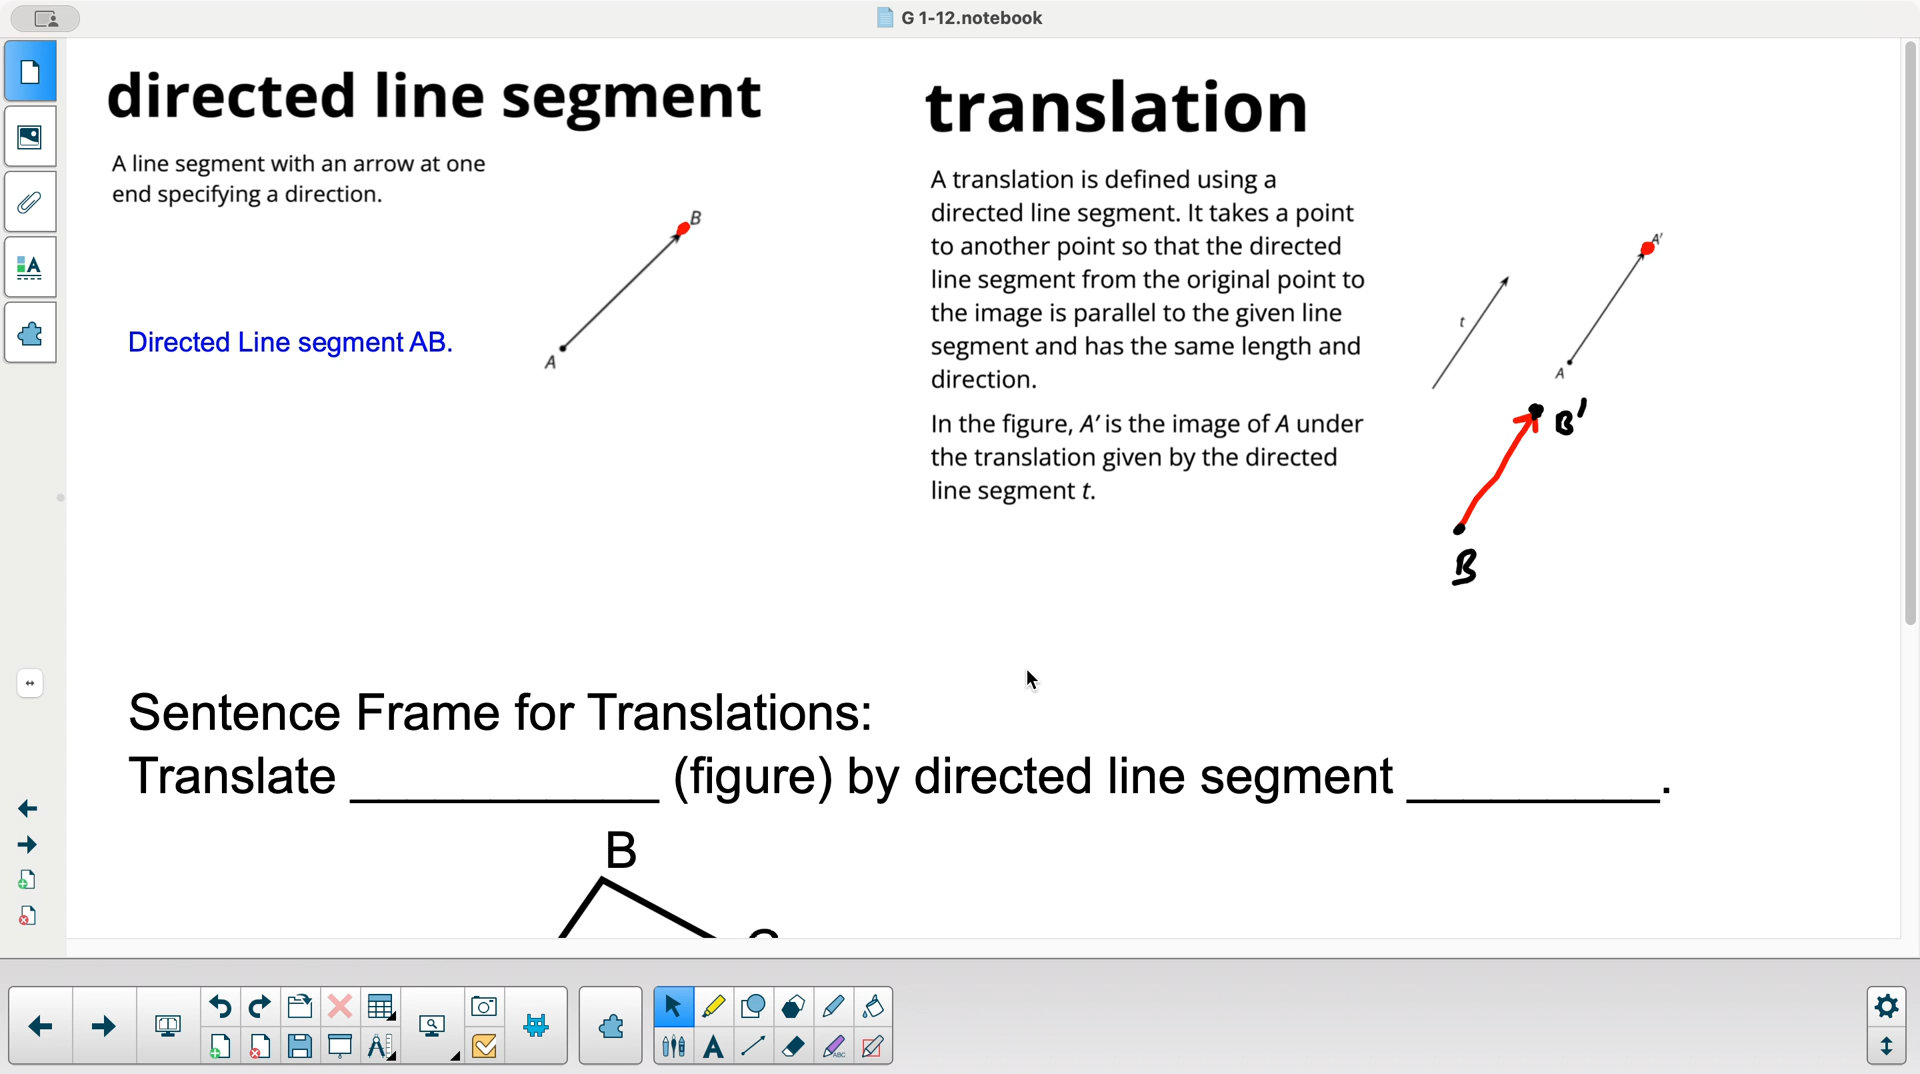 G 1-12.notebook
directed line segment
A line segment with an arrow at one
end specifying a direction.
B
A
Directed Line segment AB.
translation
A translation is defined using a
directed line segment. It takes a point
to another point so that the directed
line segment from the original point to
the image is parallel to the given line
segment and has the same length and
direction.
In the figure, A′ is the image of A under
the translation given by the directed
line segment t.
A′
t
A
B'
B
Sentence Frame for Translations:
Translate ___________ (figure) by directed line segment _________.
B